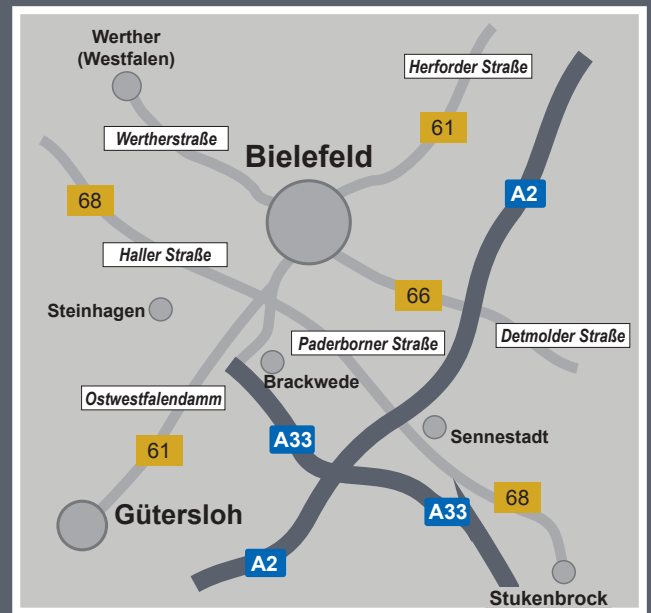 Werther
(Westfalen)
Herforder Straße
Wertherstraße
61
Bielefeld
A2
68
Haller Straße
66
Steinhagen
Paderborner Straße
Detmolder Straße
Brackwede
Ostwestfalendamm
A33
Sennestadt
61
68
Gütersloh
A33
A2
Stukenbrock